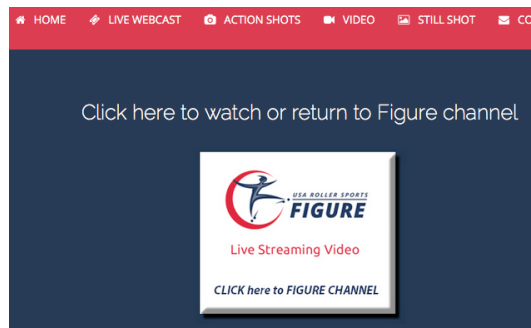 HOME LIVE WEBCAST ACTION SHOTS VIDEO STILL SHOT CO
Click here to watch or return to Figure channel
USA ROLLER SPORTS
FIGURE
Live Streaming Video
CLICK here to FIGURE CHANNEL